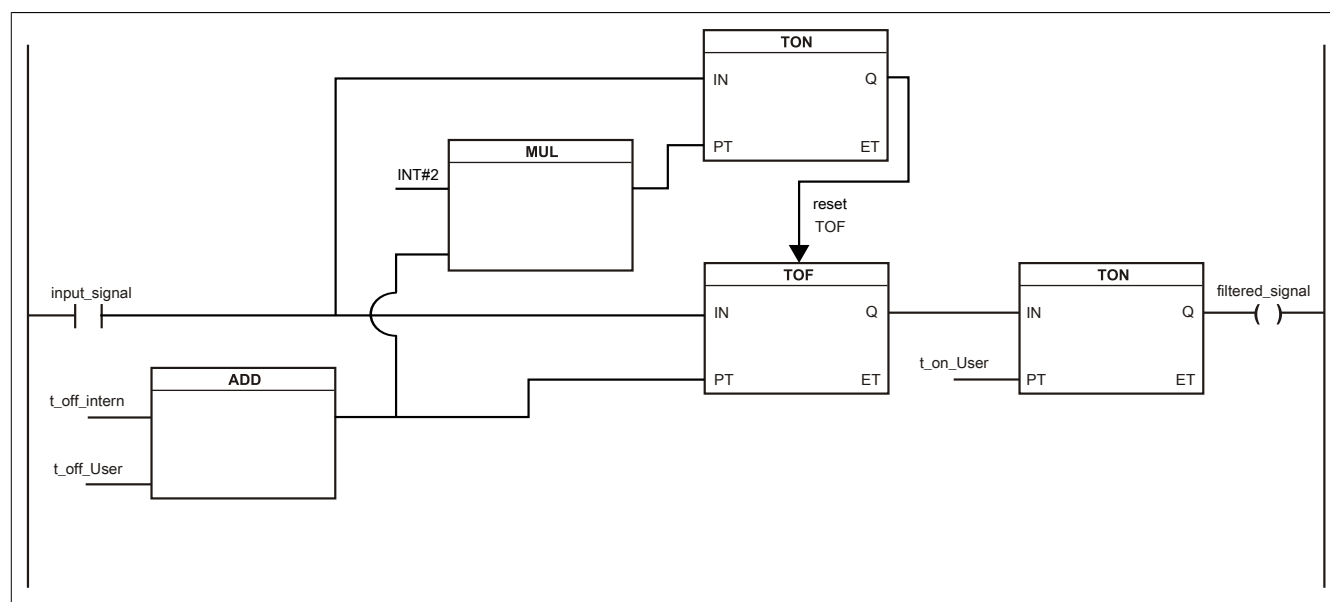 TON
IN Q
PT ET
MUL
INT#2
reset
TOF
input_signal
TOF
IN Q
PT ET
TON
IN Q
PT ET
t_on_User
filtered_signal
ADD
t_off_intern
t_off_User